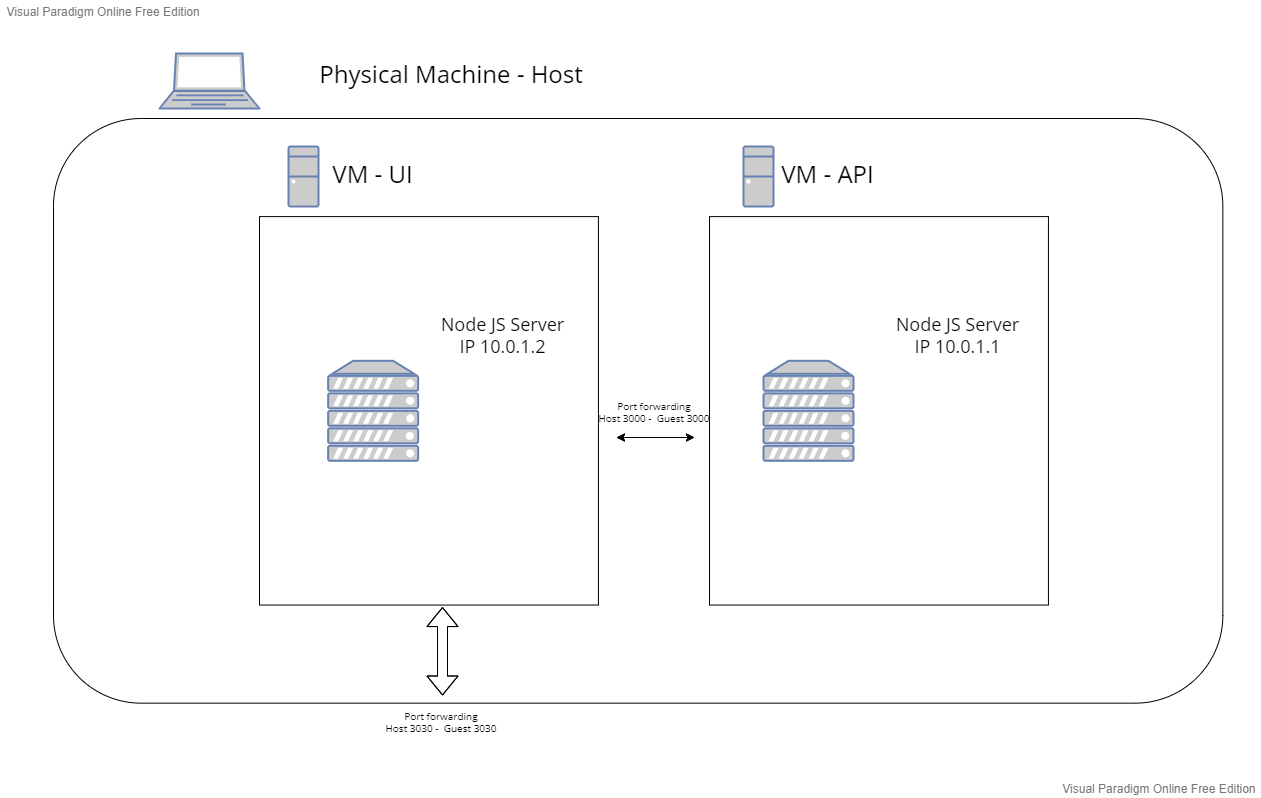 Visual Paradigm Online Free Edition
Physical Machine - Host
VM - UI
VM - API
Node JS Server
IP 10.0.1.2
Node JS Server
IP 10.0.1.1
Port forwarding
Host 3000 - Guest 3000
Port forwarding
Host 3030 - Guest 3030
Visual Paradigm Online Free Edition